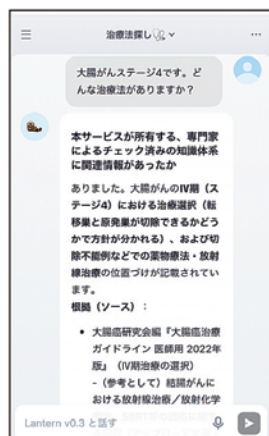 治療法探し
大腸がんステージ4です。ど
んな治療法がありますか？
本サービスが所有する、専門家
によるチェック済みの知識体系
に関連情報があったか
ありました。大腸がんのIV期（ス
テージ4）における治療選択（転
移巣と原発巣が切除できるかどう
かで方針が分かれる）、および切
除不能例などでの薬物療法・放射
線治療の位置づけが記載されてい
ます。
根拠（ソース）：
• 大腸癌研究会編『大腸癌治療
ガイドライン 医師用 2022年
版』（IV期治療の選択）
-（参考として）結腸がんに
おける放射線治療／放射化学
Lantern v0.3 と話す